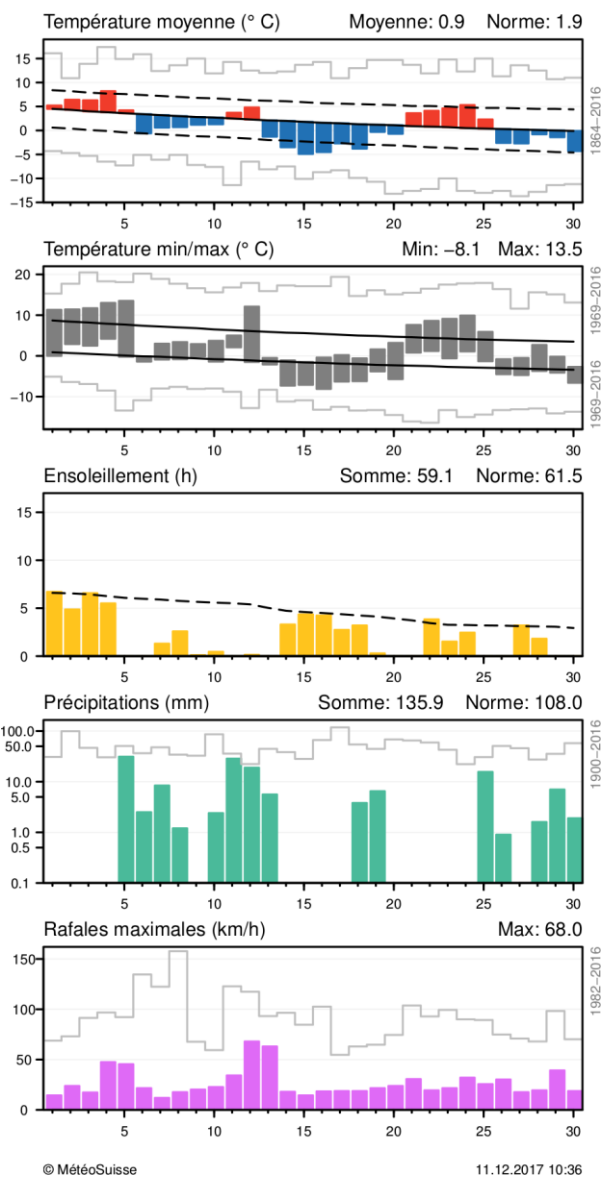 Température moyenne (° C) Moyenne: 0.9 Norme: 1.9
15
10
5
0
−5
−10
−15
5 10 15 20 25 30
1864−2016
Température min/max (° C) Min: −8.1 Max: 13.5
20
10
0
−10
5 10 15 20 25 30
1969−2016
1969−2016
Ensoleillement (h) Somme: 59.1 Norme: 61.5
15
10
5
0
5 10 15 20 25 30
Précipitations (mm) Somme: 135.9 Norme: 108.0
100.0
50.0
10.0
5.0
1.0
0.5
0.1
5 10 15 20 25 30
1900−2016
Rafales maximales (km/h) Max: 68.0
150
100
50
0
5 10 15 20 25 30
1982−2016
© MétéoSuisse 11.12.2017 10:36